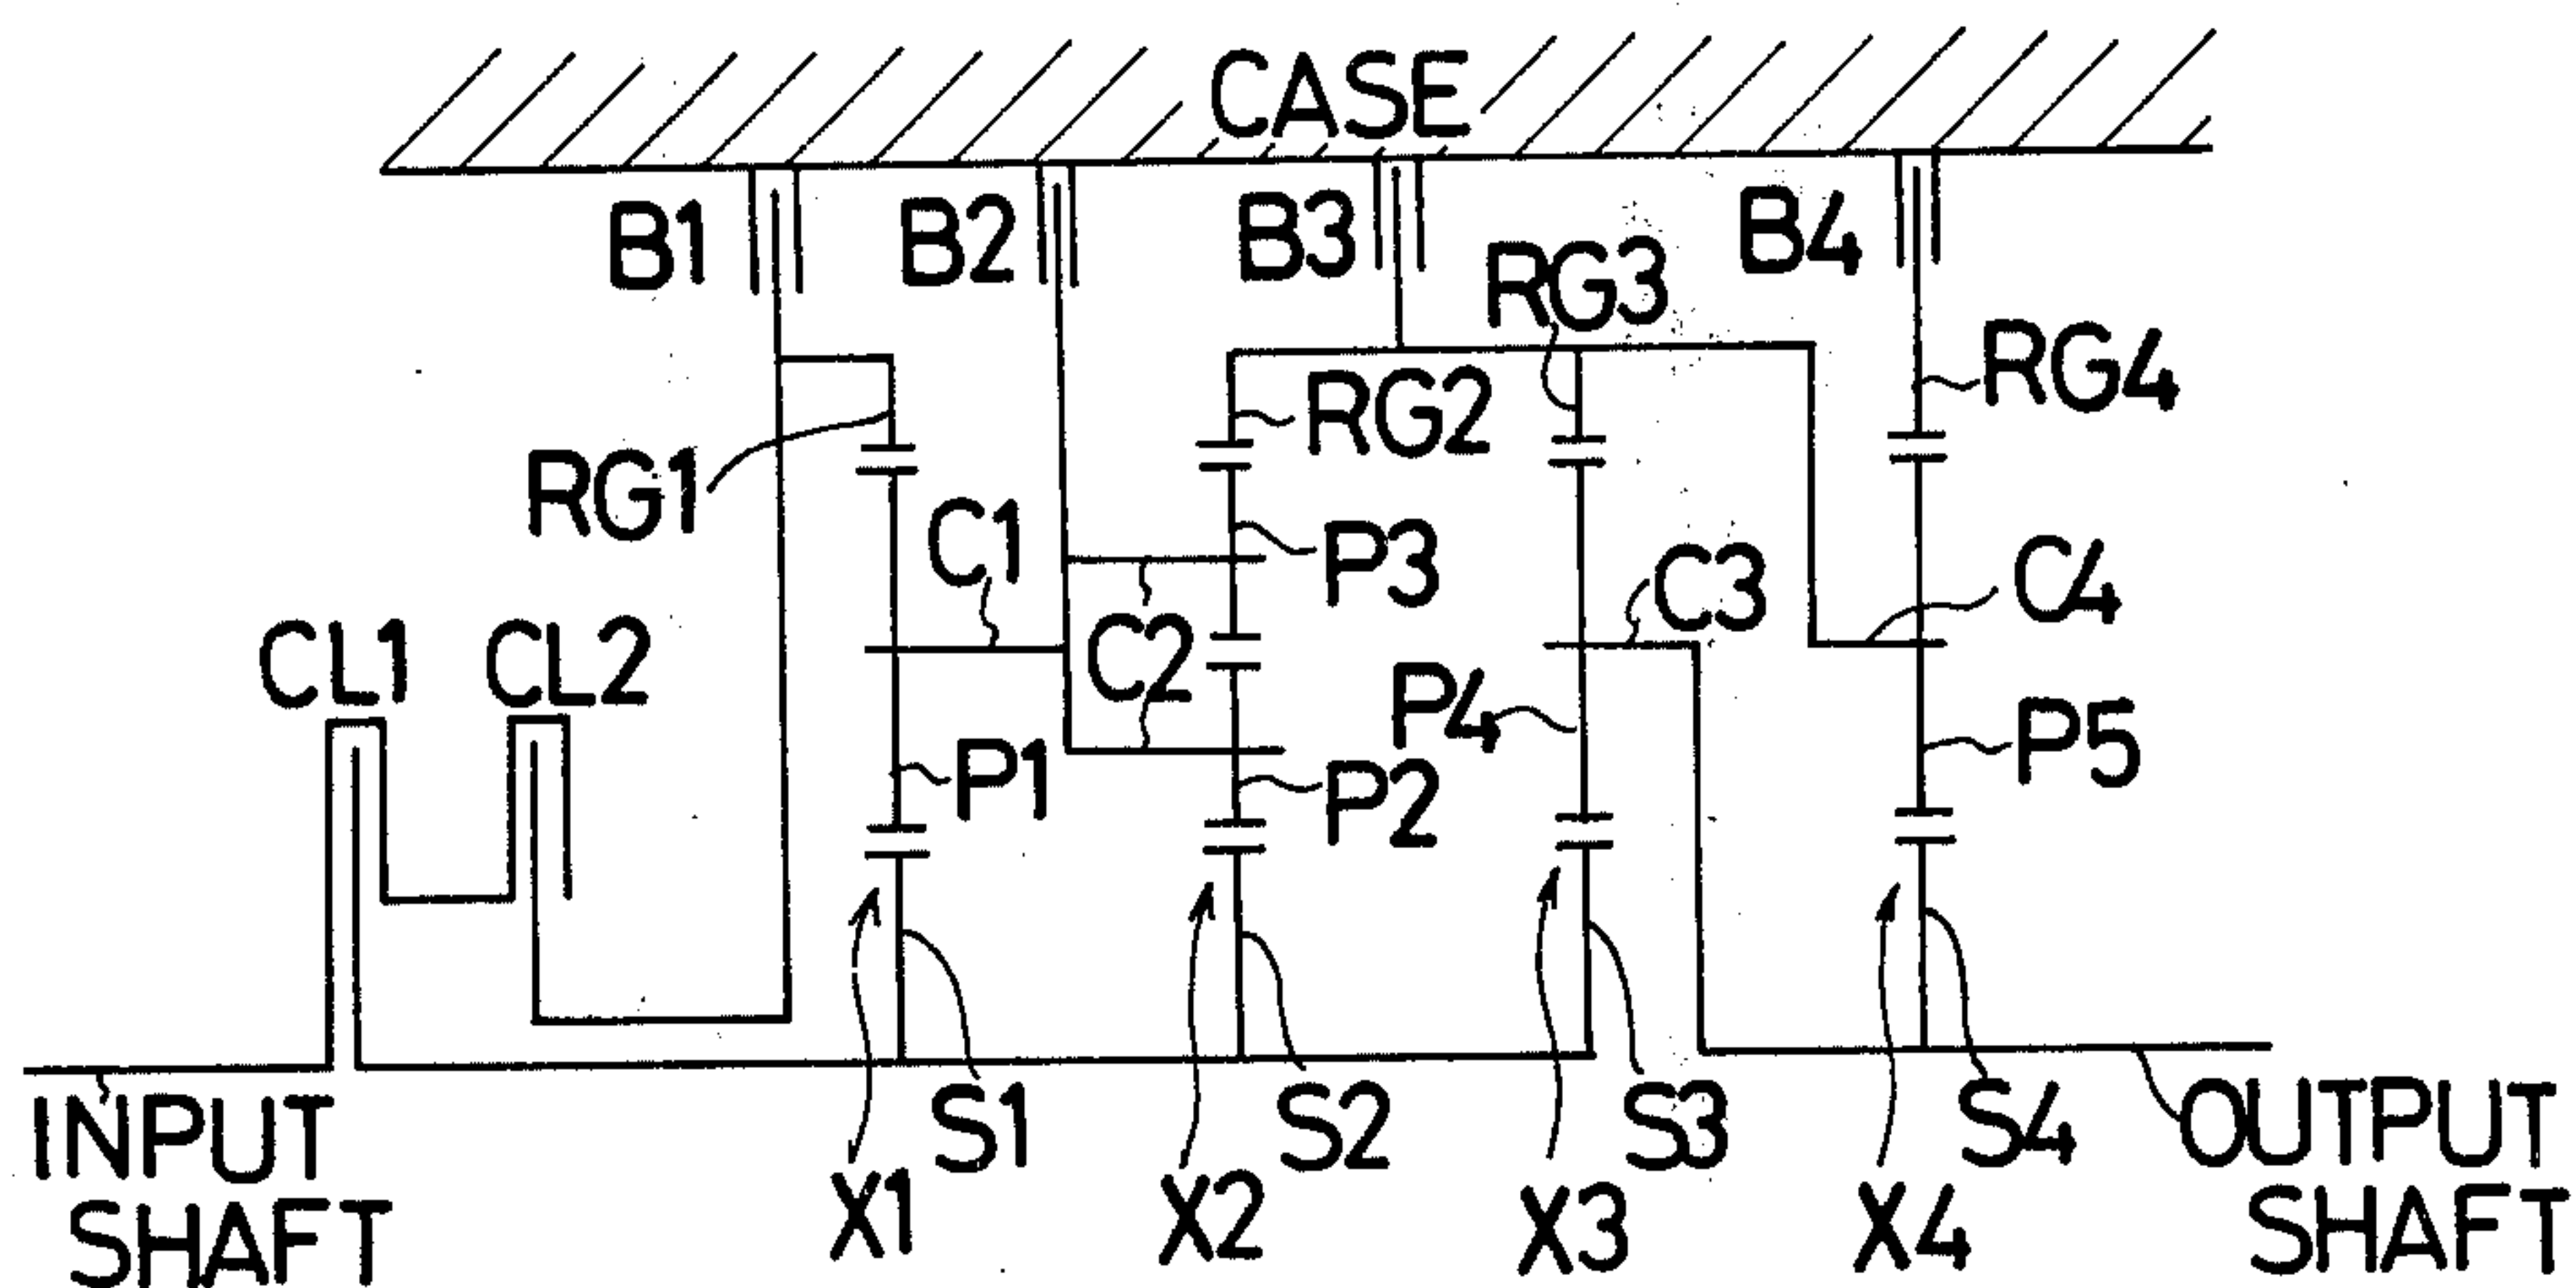 CASE
B1
B2
B3
B4
RG3
RG4
RG2
RG1
C1
P3
C3
C4
CL1
CL2
C2
P4
P1
P2
P5
INPUT
SHAFT
S1
S2
S3
S4
OUTPUT
SHAFT
X1
X2
X3
X4